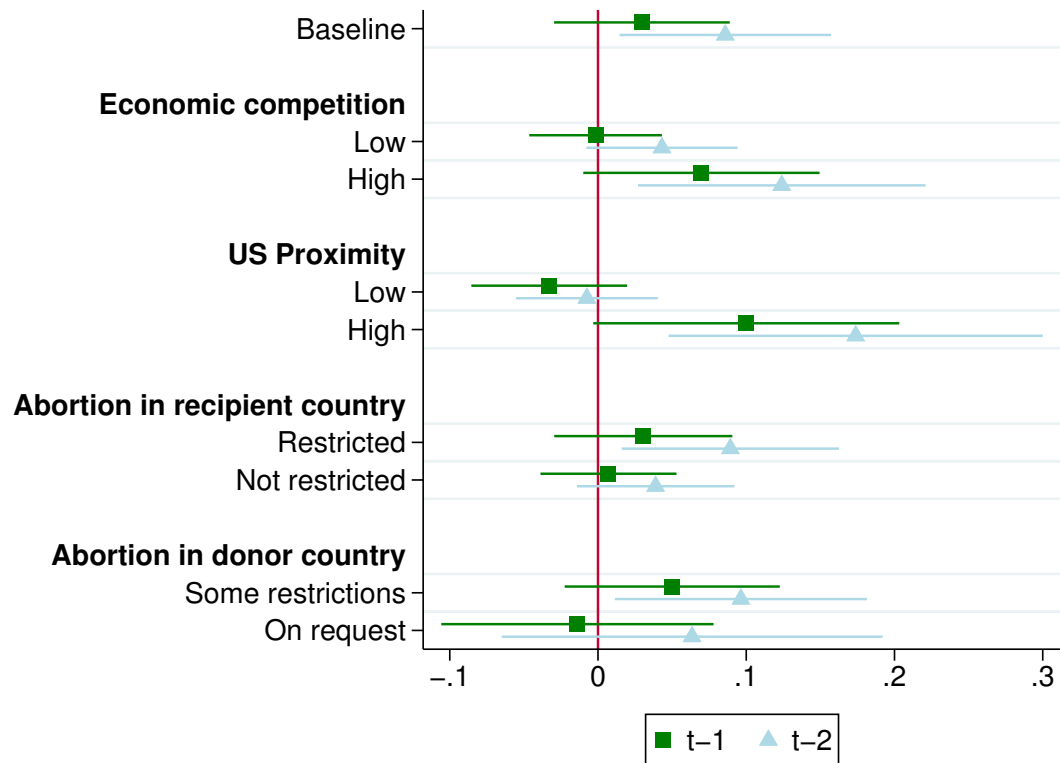 Baseline
Economic competition
Low
High
US Proximity
Low
High
Abortion in recipient country
Restricted
Not restricted
Abortion in donor country
Some restrictions
On request
−.1 0 .1 .2 .3
t−1 t−2